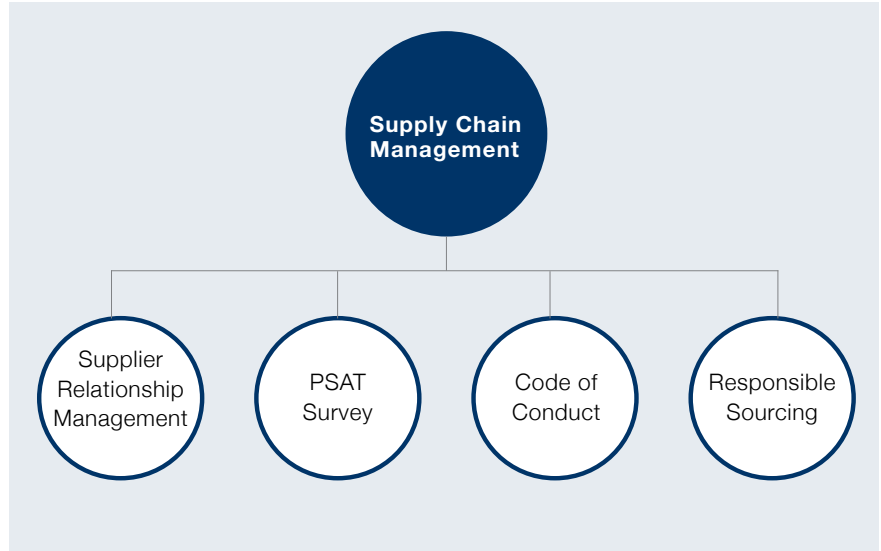 Supply Chain
Management
Supplier
Relationship
Management
PSAT
Survey
Code of
Conduct
Responsible
Sourcing